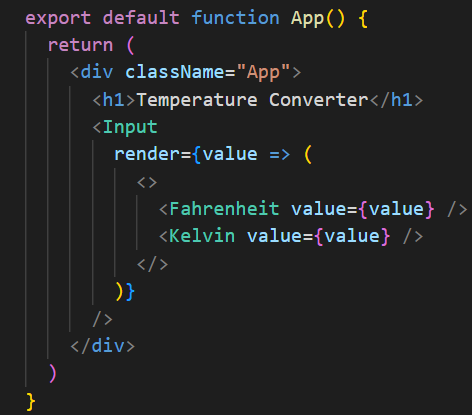 export default function App() {
  return (
    <div className="App">
      <h1>Temperature Converter</h1>
      <Input
        render={value => (
          <>
            <Fahrenheit value={value} />
            <Kelvin value={value} />
          </>
        )}
      />
    </div>
  )
}